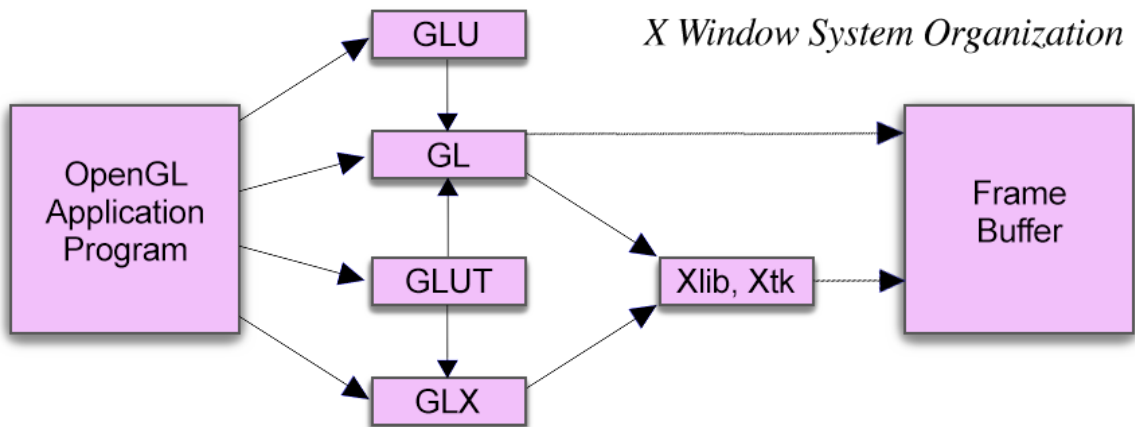 GLU
X Window System Organization
OpenGL
Application
Program
GL
GLUT
GLX
Xlib, Xtk
Frame
Buffer